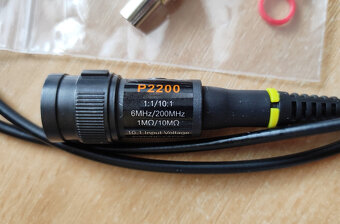 P2200
1:1/10:1
6MHz/200MHz
1MΩ/10MΩ
10:1 Input Voltage